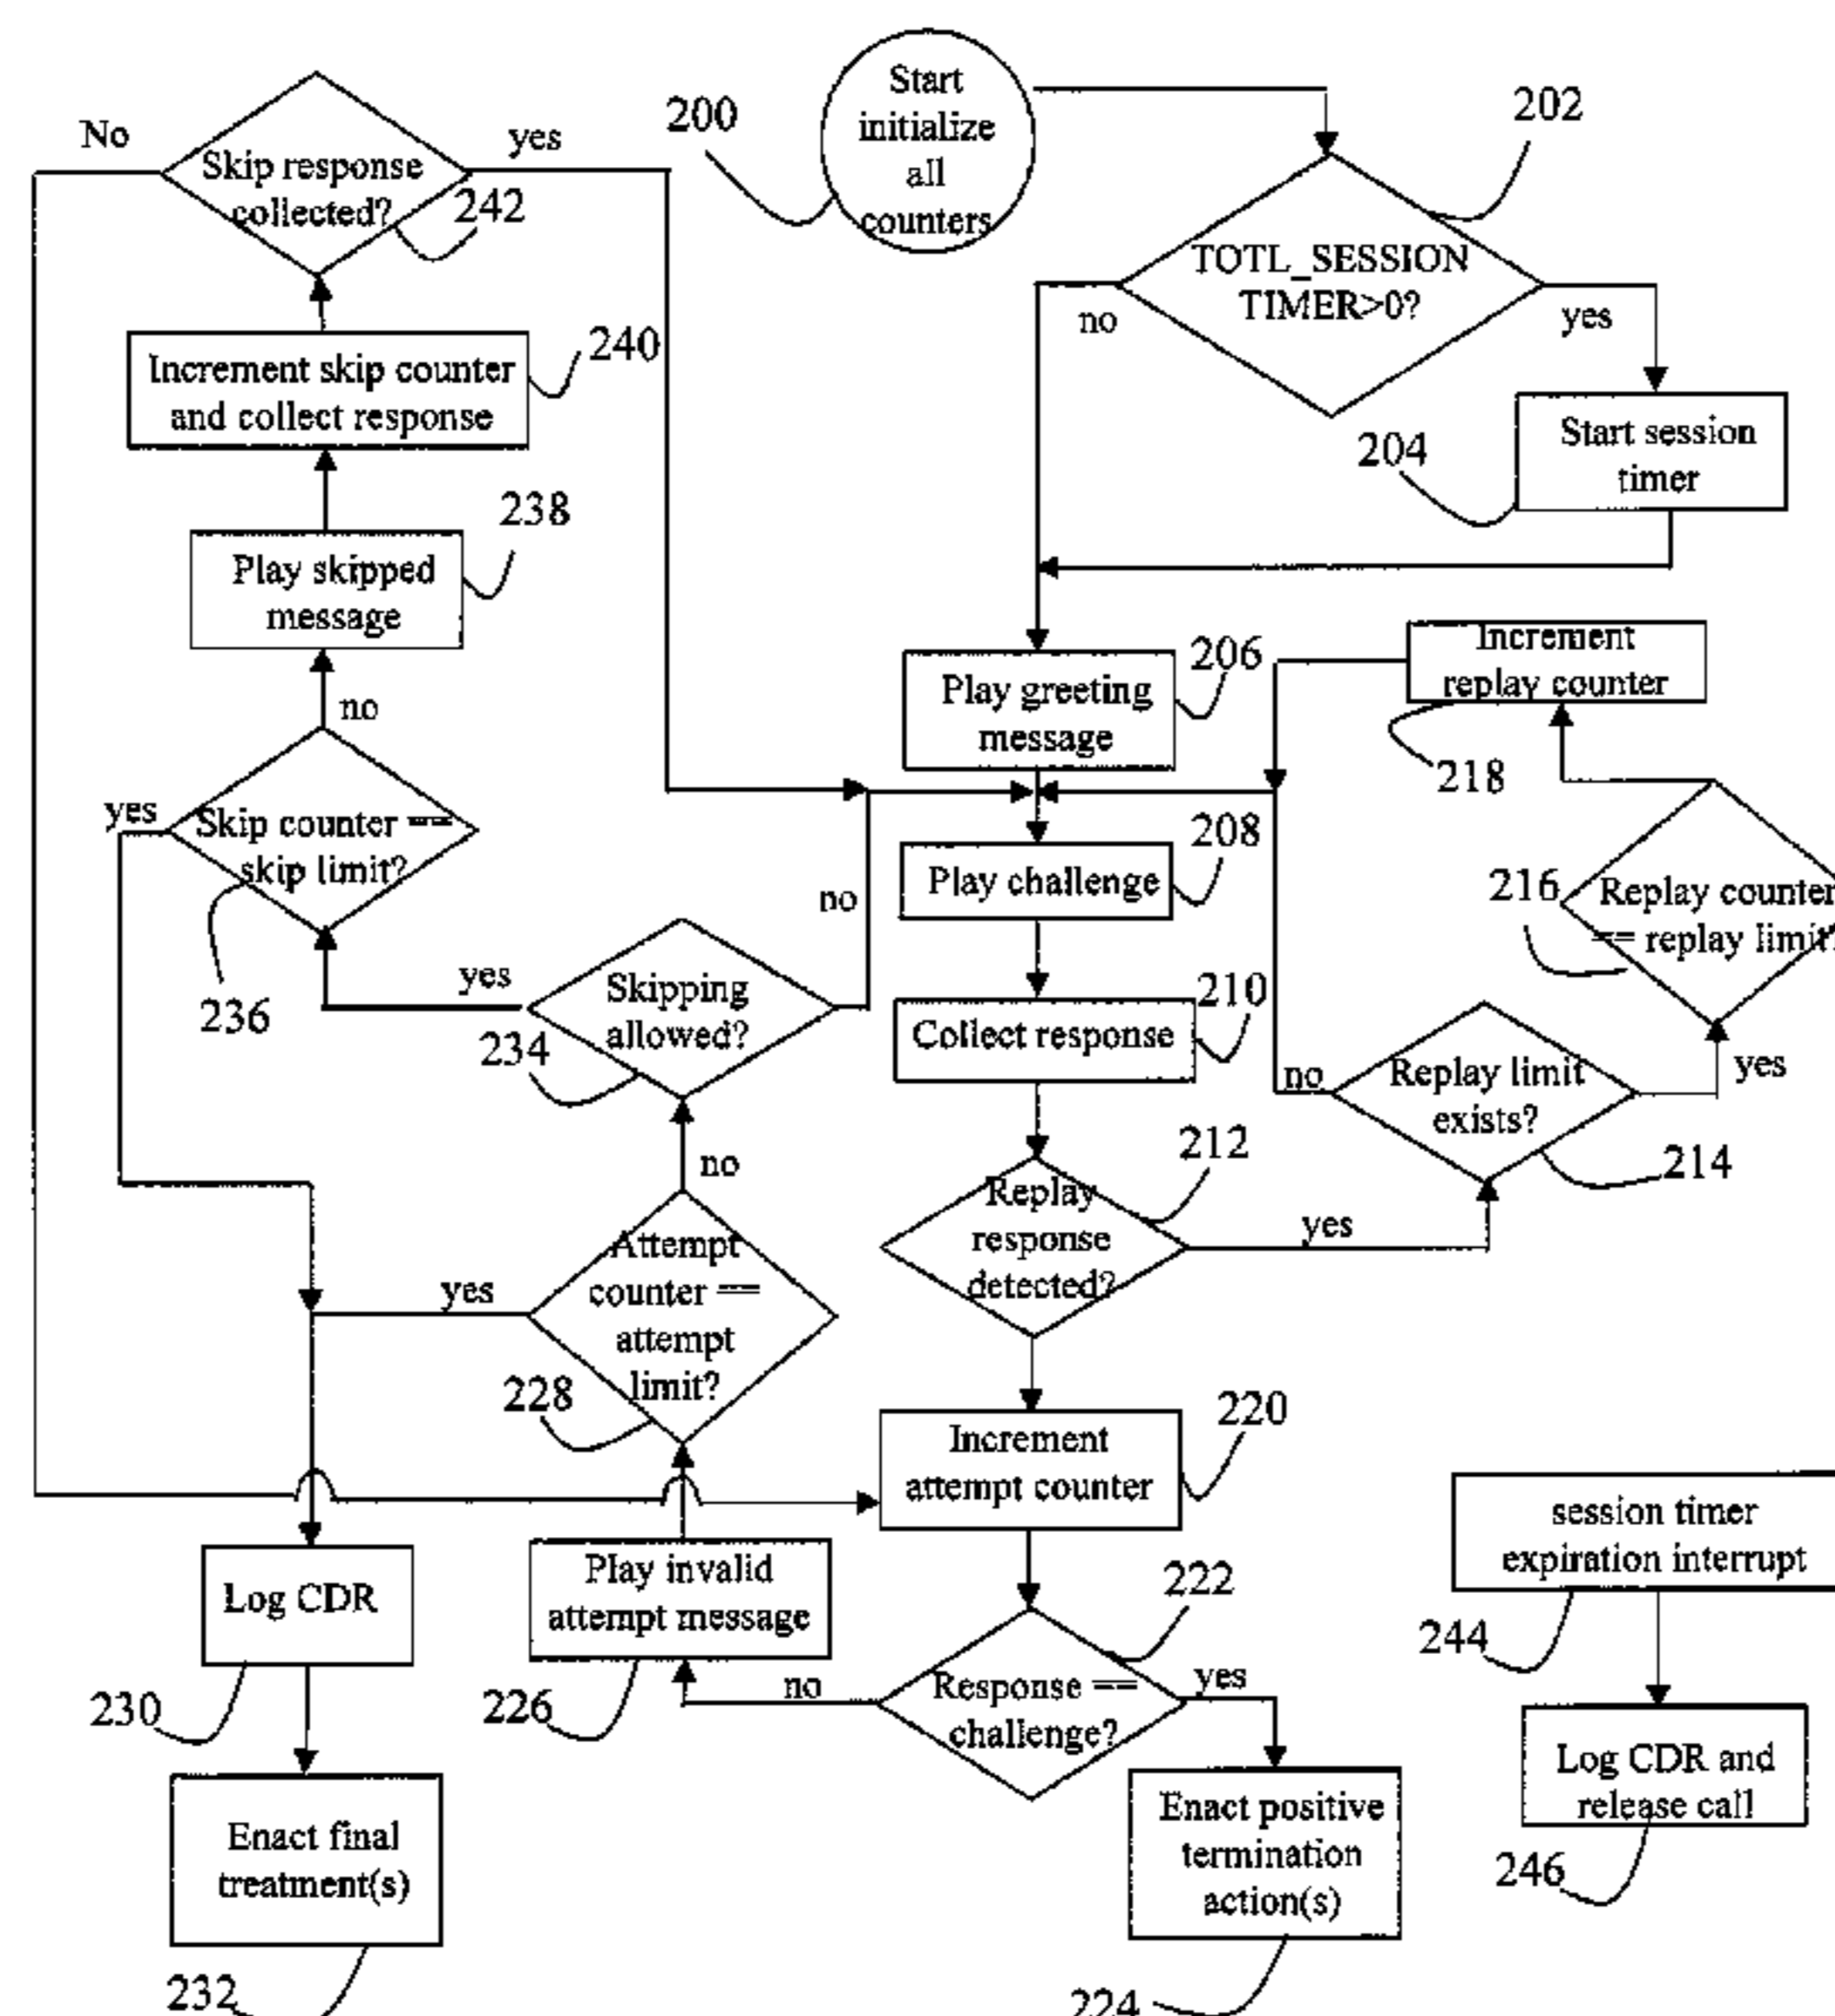 Start
initialize
all
counters
200
202
TOTL_SESSION
TIMER>0?
no
yes
204
Start session
timer
206
Play greeting
message
Increment
replay counter
218
208
Play challenge
216
Replay counter
== replay limit?
210
Collect response
no
Replay limit
exists?
yes
214
212
Replay
response
detected?
yes
220
Increment
attempt counter
222
Response ==
challenge?
yes
no
Enact positive
termination
action(s)
224
Play invalid
attempt message
226
Attempt
counter ==
attempt
limit?
228
yes
no
Skipping
allowed?
234
yes
no
Skip counter ==
skip limit?
236
yes
no
Play skipped
message
238
Increment skip counter
and collect response
240
Skip response
collected?
242
No
yes
Log CDR
230
Enact final
treatment(s)
232
session timer
expiration interrupt
244
Log CDR and
release call
246